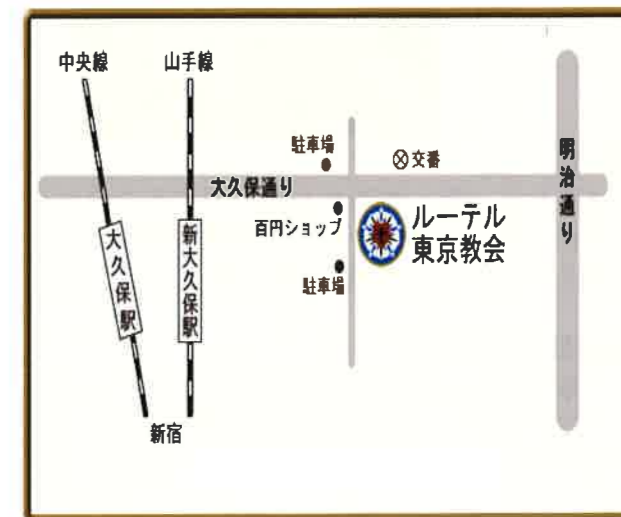 中央線
山手線
駐車場
交番
明治通り
大久保通り
百円ショップ
ルーテル
東京教会
大久保駅
新大久保駅
駐車場
新宿